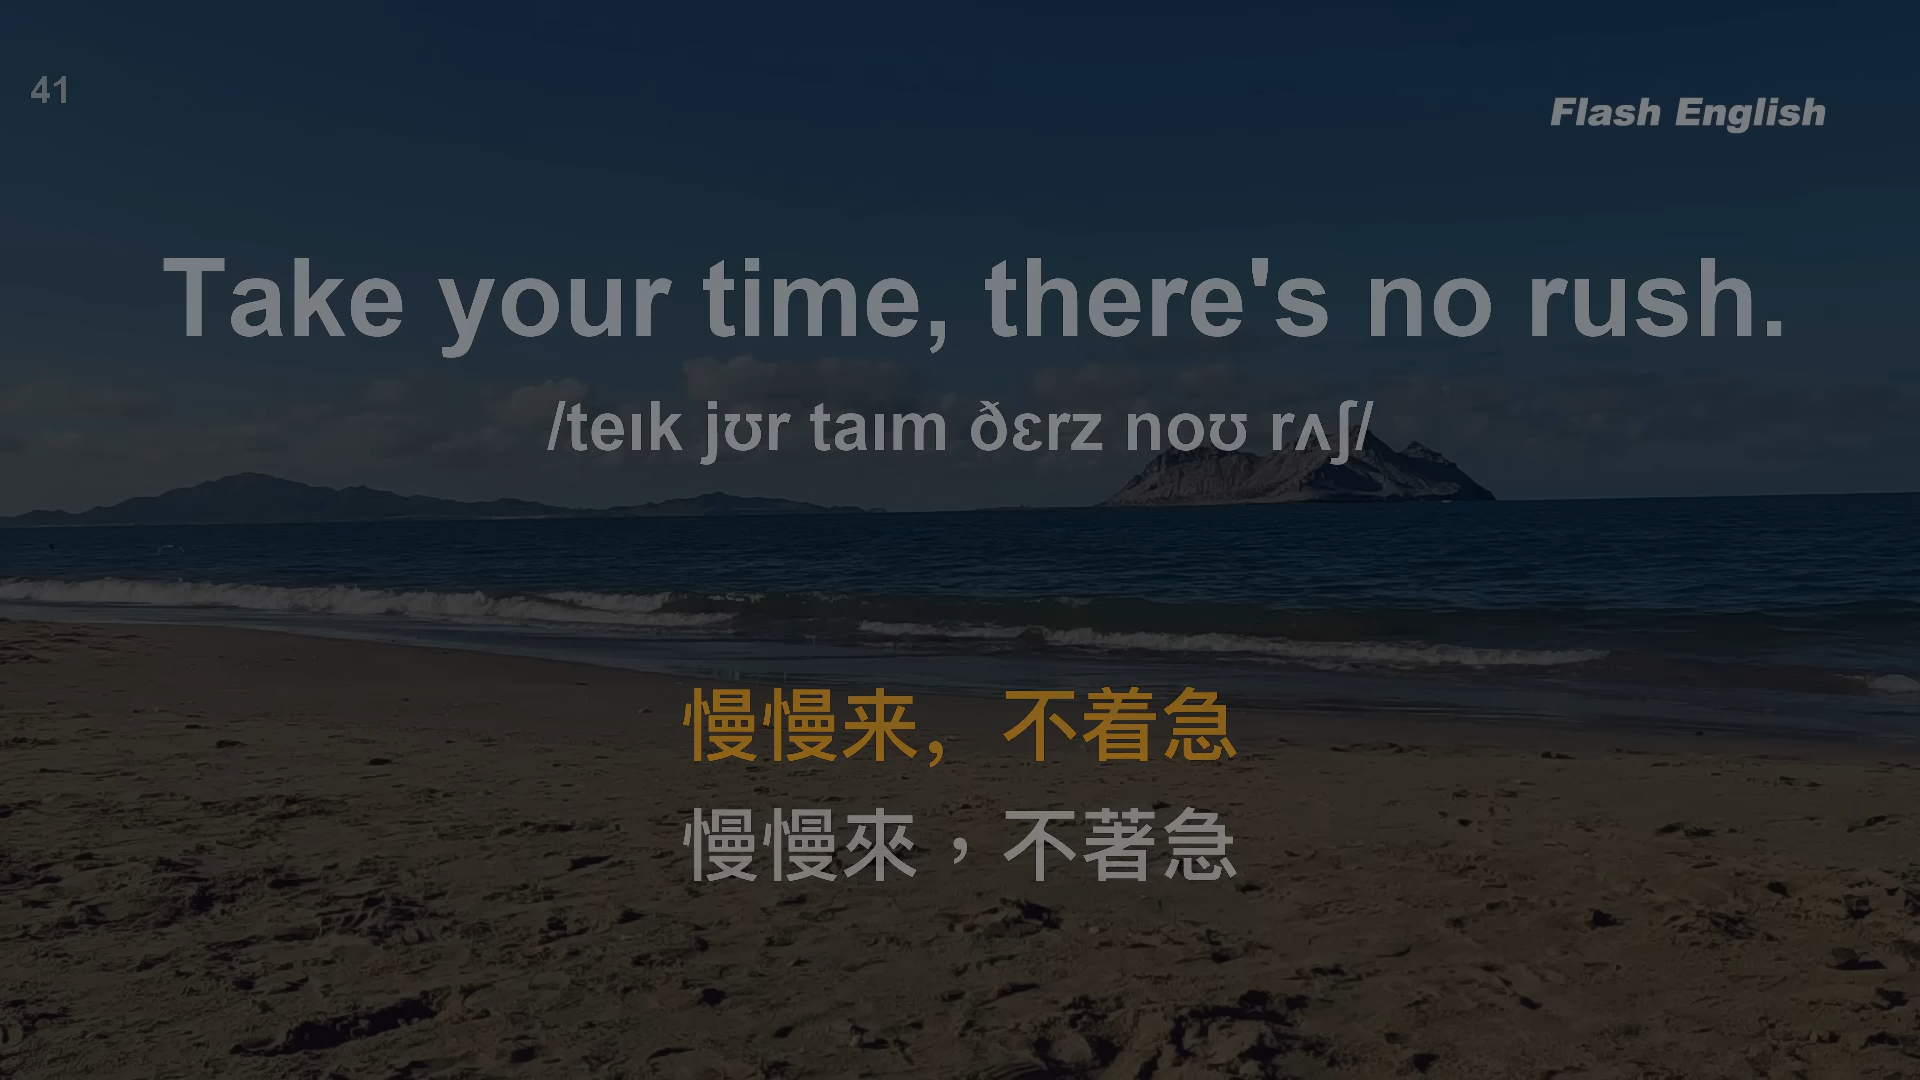 41
Flash English
Take your time, there's no rush.
/teɪk jʊr taɪm ðɛrz noʊ rʌʃ/
慢慢来，不着急
慢慢來，不著急